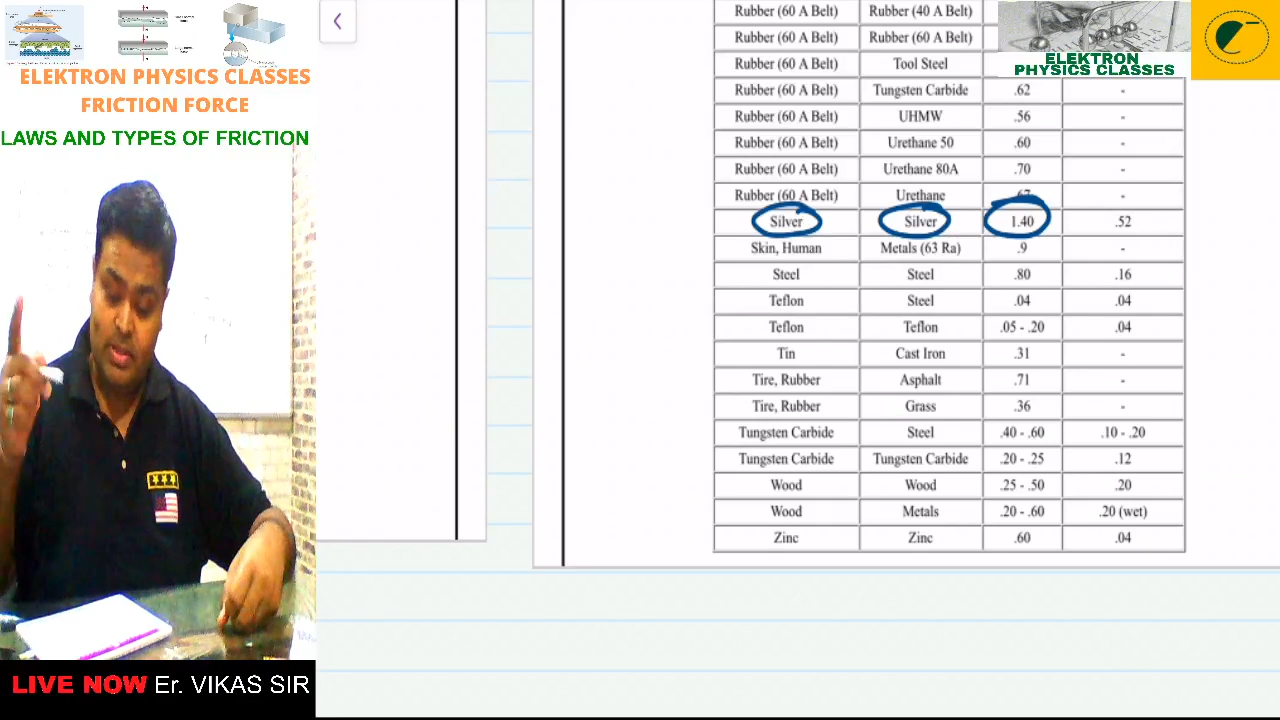 ELEKTRON PHYSICS CLASSES
FRICTION FORCE
LAWS AND TYPES OF FRICTION
LIVE NOW Er. VIKAS SIR
ELEKTRON
PHYSICS CLASSES
Rubber (60 A Belt) Rubber (40 A Belt)
Rubber (60 A Belt) Rubber (60 A Belt)
Rubber (60 A Belt) Tool Steel
Rubber (60 A Belt) Tungsten Carbide .62 -
Rubber (60 A Belt) UHMW .56 -
Rubber (60 A Belt) Urethane 50 .60 -
Rubber (60 A Belt) Urethane 80A .70 -
Rubber (60 A Belt) Urethane -
Silver Silver 1.40 .52
Skin, Human Metals (63 Ra) .9 -
Steel Steel .80 .16
Teflon Steel .04 .04
Teflon Teflon .05 - .20 .04
Tin Cast Iron .31 -
Tire, Rubber Asphalt .71 -
Tire, Rubber Grass .36 -
Tungsten Carbide Steel .40 - .60 .10 - .20
Tungsten Carbide Tungsten Carbide .20 - .25 .12
Wood Wood .25 - .50 .20
Wood Metals .20 - .60 .20 (wet)
Zinc Zinc .60 .04